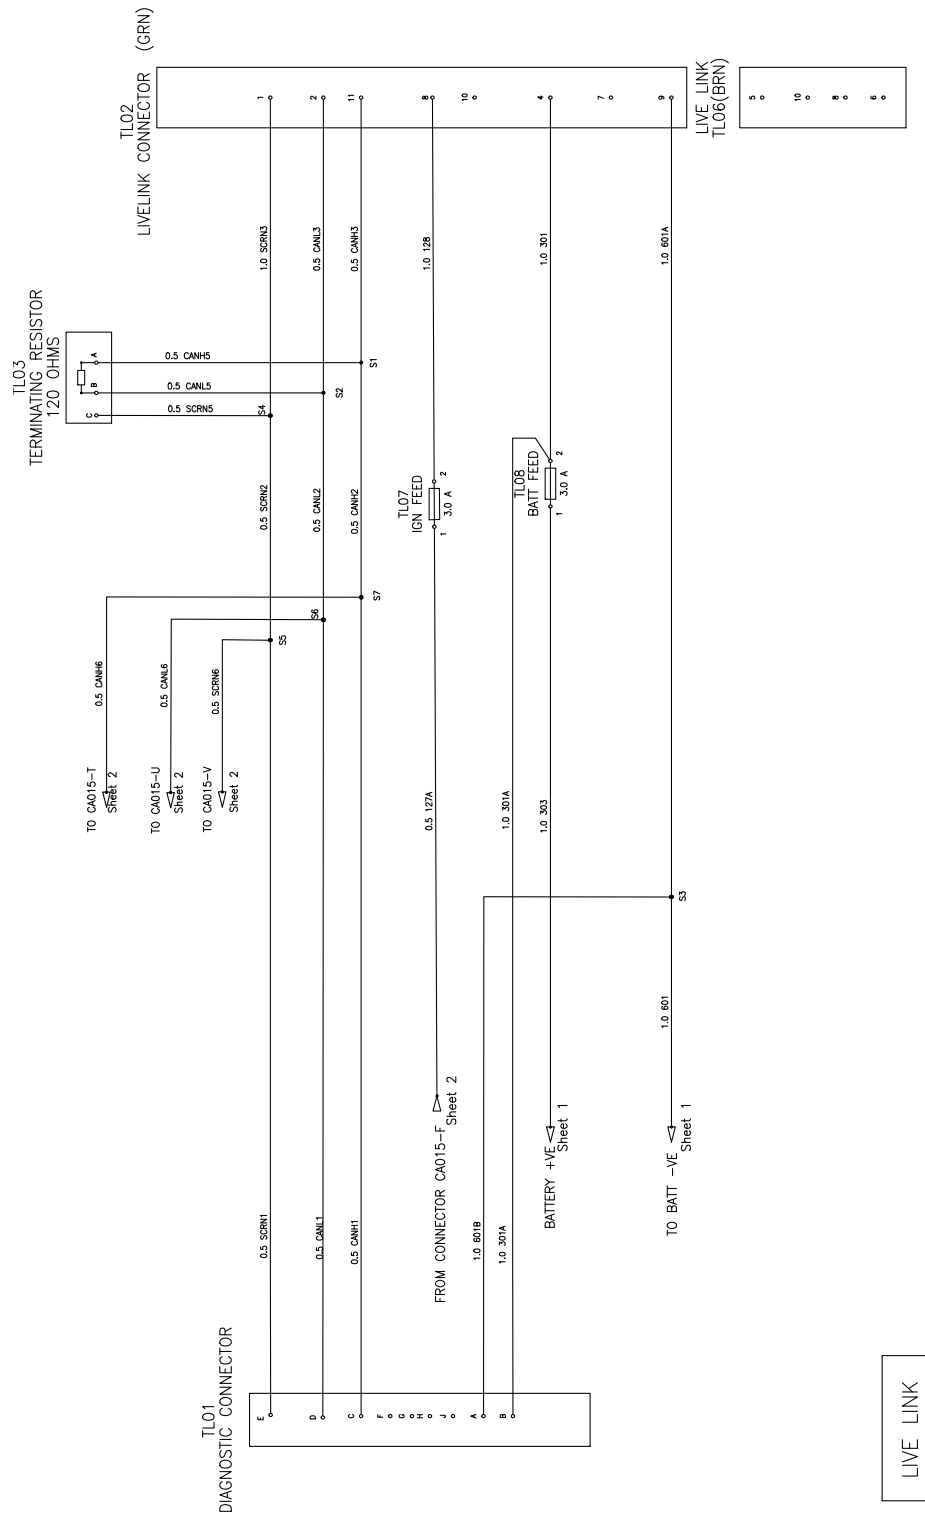 TL02
LIVELINK CONNECTOR (GRN)
1
2
11
8
10
4
7
9
LIVE LINK
TL06(BRN)
5
10
8
6
1.0 SCRN3
0.5 CANL3
0.5 CANH3
1.0 128
1.0 301
1.0 601A
TL03
TERMINATING RESISTOR
120 OHMS
A
B
C
0.5 CANH5
0.5 CANL5
0.5 SCRN5
S1
S2
S4
0.5 SCRN2
0.5 CANL2
0.5 CANH2
TL07
IGN FEED
1
2
3.0 A
TL08
BATT FEED
1
2
3.0 A
S7
S6
S5
0.5 CANH6
0.5 CANL6
0.5 SCRN6
TO CA015-T
Sheet 2
TO CA015-U
Sheet 2
TO CA015-V
Sheet 2
0.5 127A
1.0 301A
1.0 303
S3
1.0 601
FROM CONNECTOR CA015-F
Sheet 2
BATTERY +VE
Sheet 1
TO BATT -VE
Sheet 1
0.5 SCRN1
0.5 CANL1
0.5 CANH1
1.0 601B
1.0 301A
TL01
DIAGNOSTIC CONNECTOR
E
D
C
F
G
H
J
A
B
LIVE LINK